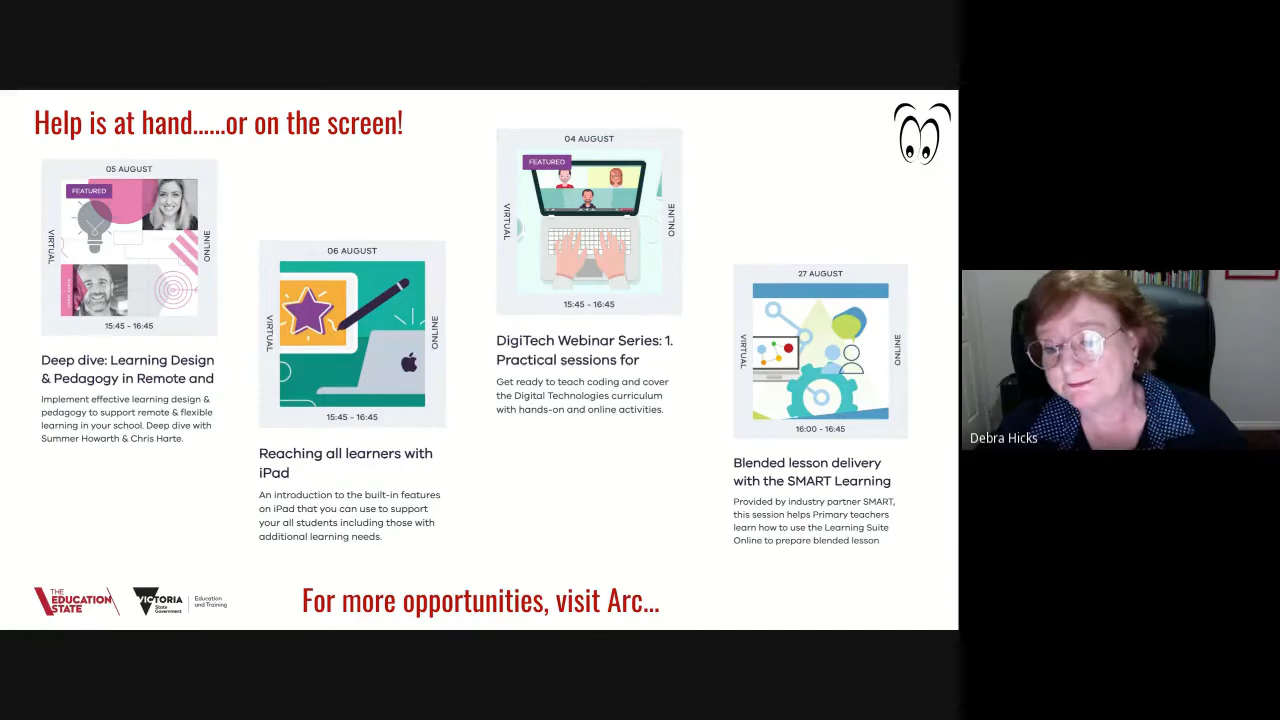 Help is at hand......or on the screen!
05 AUGUST
FEATURED
VIRTUAL
ONLINE
15:45 - 16:45
Deep dive: Learning Design
& Pedagogy in Remote and
Implement effective learning design &
pedagogy to support remote & flexible
learning in your school. Deep dive with
Summer Howarth & Chris Harte.
06 AUGUST
VIRTUAL
ONLINE
15:45 - 16:45
Reaching all learners with
iPad
An introduction to the built-in features
on iPad that you can use to support
your all students including those with
additional learning needs.
04 AUGUST
FEATURED
VIRTUAL
ONLINE
15:45 - 16:45
DigiTech Webinar Series: 1.
Practical sessions for
Get ready to teach coding and cover
the Digital Technologies curriculum
with hands-on and online activities.
27 AUGUST
VIRTUAL
ONLINE
16:00 - 16:45
Blended lesson delivery
with the SMART Learning
Provided by industry partner SMART,
this session helps Primary teachers
learn how to use the Learning Suite
Online to prepare blended lesson
THE
EDUCATION
STATE
VICTORIA
State
Government
Education
and Training
For more opportunities, visit Arc...
Debra Hicks